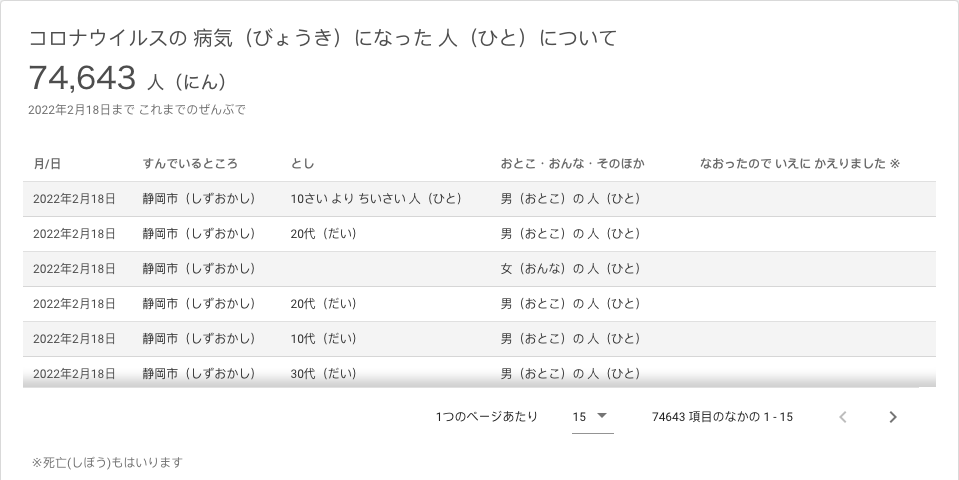 コロナウイルスの 病気（びょうき）になった 人（ひと）について
74,643 人（にん）
2022年2月18日まで これまでのぜんぶで
月/日 すんでいるところ とし おとこ・おんな・そのほか なおったので いえに かえりました ※
2022年2月18日 静岡市（しずおかし） 10さい より ちいさい 人（ひと） 男（おとこ）の 人（ひと）
2022年2月18日 静岡市（しずおかし） 20代（だい） 男（おとこ）の 人（ひと）
2022年2月18日 静岡市（しずおかし） 女（おんな）の 人（ひと）
2022年2月18日 静岡市（しずおかし） 20代（だい） 男（おとこ）の 人（ひと）
2022年2月18日 静岡市（しずおかし） 10代（だい） 男（おとこ）の 人（ひと）
2022年2月18日 静岡市（しずおかし） 30代（だい） 男（おとこ）の 人（ひと）
1つのページあたり 15 74643 項目のなかの 1 - 15
※死亡(しぼう)もはいります